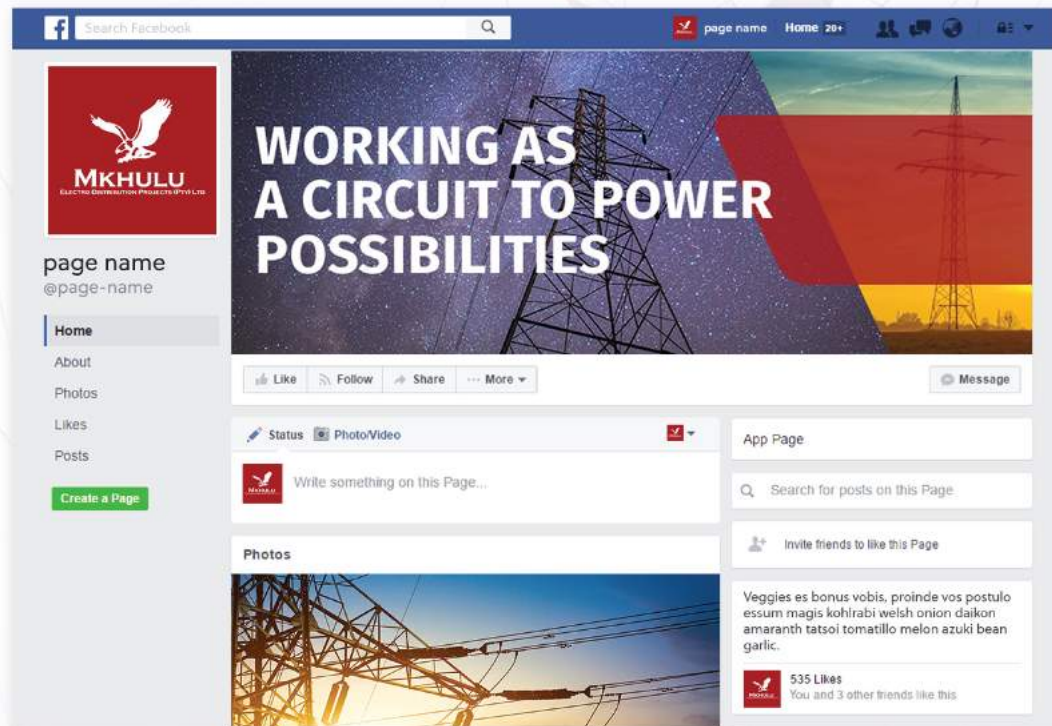 Search Facebook
page name Home 20+
MKHULU
ELECTRO DISTRIBUTION PROJECTS (PTY) LTD
WORKING AS
A CIRCUIT TO POWER
POSSIBILITIES
page name
@page-name
Home
About
Photos
Likes
Posts
Create a Page
Like Follow Share More
Message
Status Photo/Video
MKHULU
Write something on this Page...
Photos
App Page
Search for posts on this Page
Invite friends to like this Page
Veggies es bonus vobis, proinde vos postulo
essum magis kohlrabi welsh onion daikon
amaranth tatsoi tomatillo melon azuki bean
garlic.
MKHULU
535 Likes
You and 3 other friends like this